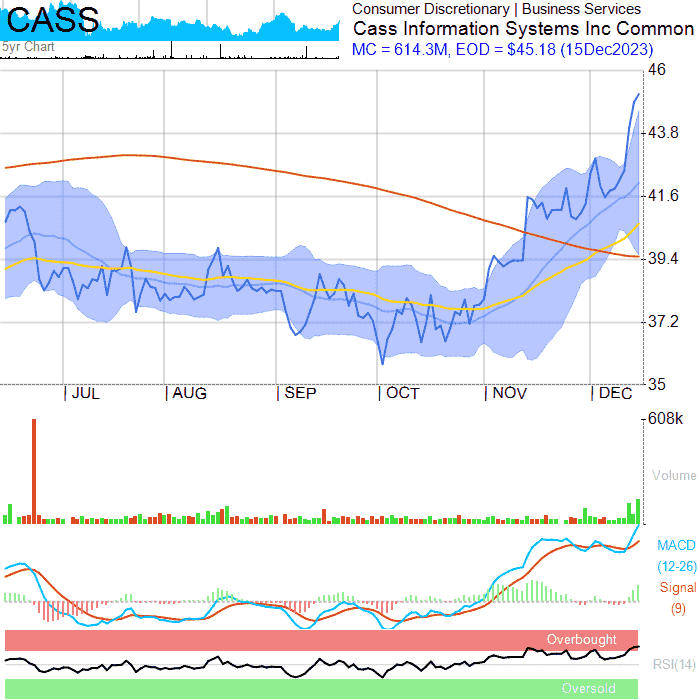 CASS
5yr Chart
Consumer Discretionary | Business Services
Cass Information Systems Inc Common
MC = 614.3M, EOD = $45.18 (15Dec2023)
46
43.8
41.6
39.4
37.2
35
| JUL | AUG | SEP | OCT | NOV | DEC
608k
Volume
MACD
(12-26)
Signal
(9)
Overbought
RSI(14)
Oversold